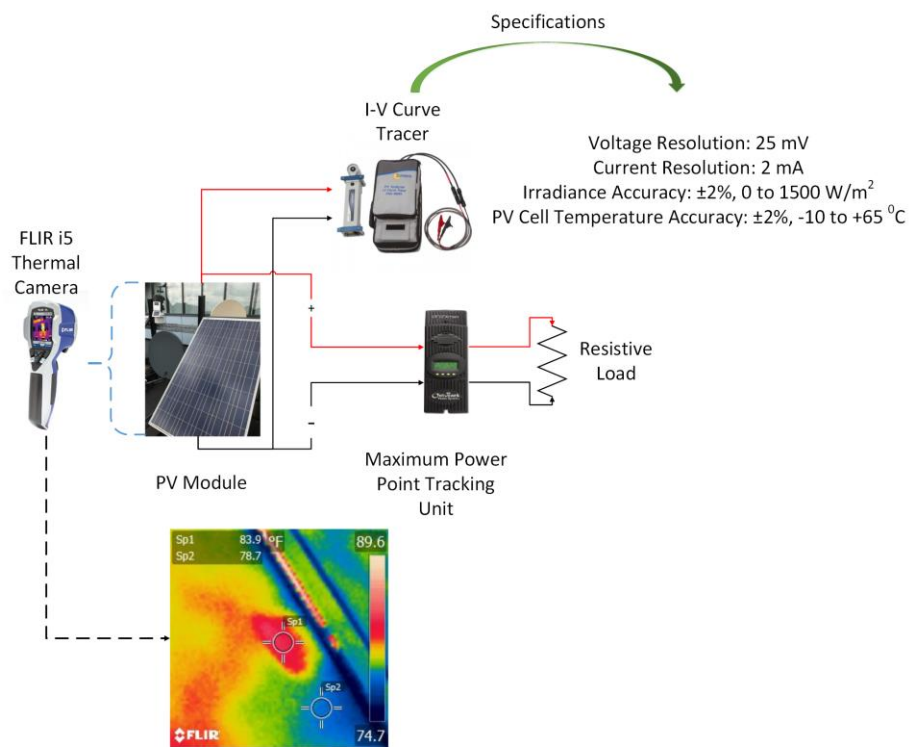 Specifications
I-V Curve
Tracer
Voltage Resolution: 25 mV
Current Resolution: 2 mA
Irradiance Accuracy: ±2%, 0 to 1500 W/m²
PV Cell Temperature Accuracy: ±2%, -10 to +65 ⁰C
FLIR i5
Thermal
Camera
+
–
Resistive
Load
PV Module
Maximum Power
Point Tracking
Unit
Sp1 83.9 °F
Sp2 78.7
89.6
Sp1
Sp2
FLIR
74.7